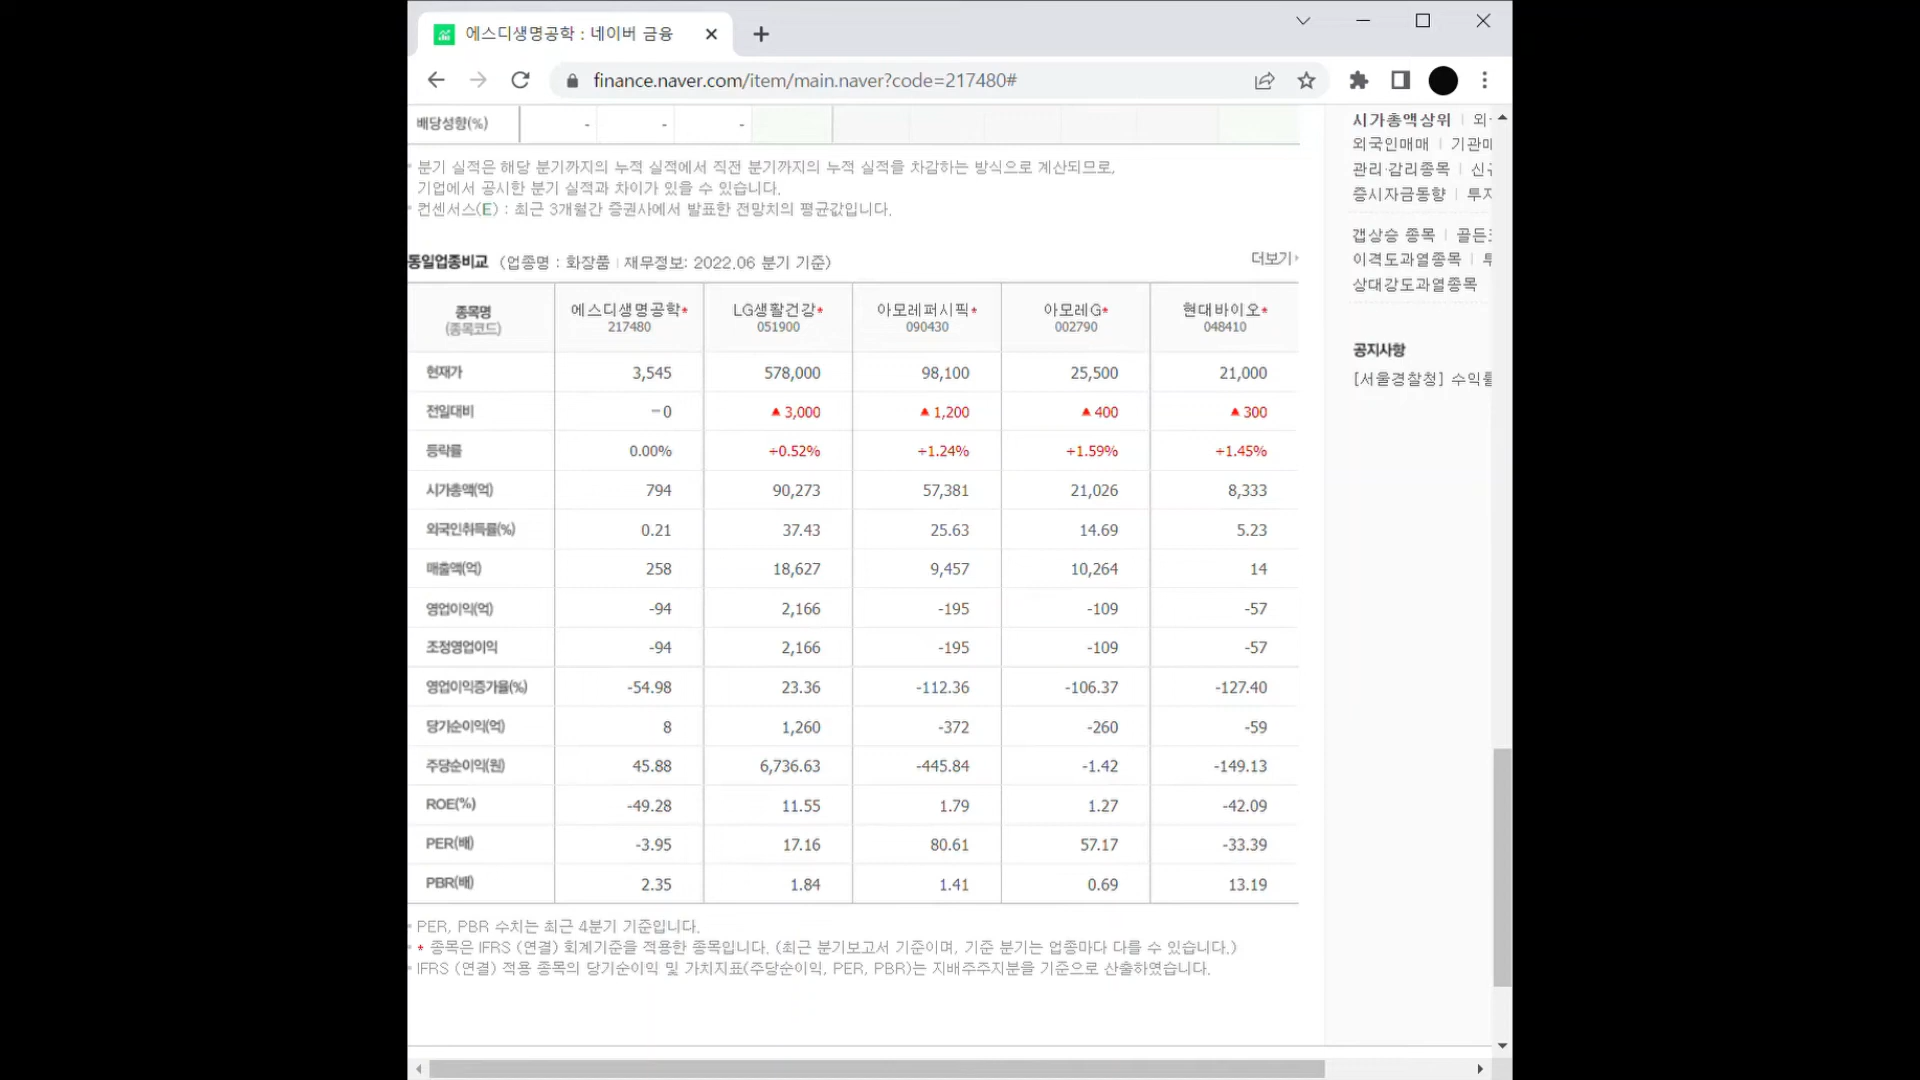 에스디생명공학 : 네이버 금융
finance.naver.com/item/main.naver?code=217480#
배당성향(%) - - -
분기 실적은 해당 분기까지의 누적 실적에서 직전 분기까지의 누적 실적을 차감하는 방식으로 계산되므로,
기업에서 공시한 분기 실적과 차이가 있을 수 있습니다.
컨센서스(E) : 최근 3개월간 증권사에서 발표한 전망치의 평균값입니다.
동일업종비교 (업종명 : 화장품 | 재무정보: 2022.06 분기 기준)
더보기
종목명 에스디생명공학* LG생활건강* 아모레퍼시픽* 아모레G* 현대바이오*
(종목코드) 217480 051900 090430 002790 048410
현재가 3,545 578,000 98,100 25,500 21,000
전일대비 －0 ▲3,000 ▲1,200 ▲400 ▲300
등락률 0.00% +0.52% +1.24% +1.59% +1.45%
시가총액(억) 794 90,273 57,381 21,026 8,333
외국인취득률(%) 0.21 37.43 25.63 14.69 5.23
매출액(억) 258 18,627 9,457 10,264 14
영업이익(억) -94 2,166 -195 -109 -57
조정영업이익 -94 2,166 -195 -109 -57
영업이익증가율(%) -54.98 23.36 -112.36 -106.37 -127.40
당기순이익(억) 8 1,260 -372 -260 -59
주당순이익(원) 45.88 6,736.63 -445.84 -1.42 -149.13
ROE(%) -49.28 11.55 1.79 1.27 -42.09
PER(배) -3.95 17.16 80.61 57.17 -33.39
PBR(배) 2.35 1.84 1.41 0.69 13.19
PER, PBR 수치는 최근 4분기 기준입니다.
* 종목은 IFRS (연결) 회계기준을 적용한 종목입니다. (최근 분기보고서 기준이며, 기준 분기는 업종마다 다를 수 있습니다.)
IFRS (연결) 적용 종목의 당기순이익 및 가치지표(주당순이익, PER, PBR)는 지배주주지분을 기준으로 산출하였습니다.
시가총액상위 |
외국인매매 |
관리·감리종목 |
증시자금동향 |
갭상승 종목 |
이격도과열종목 |
상대강도과열종목
공지사항
[서울경찰청]